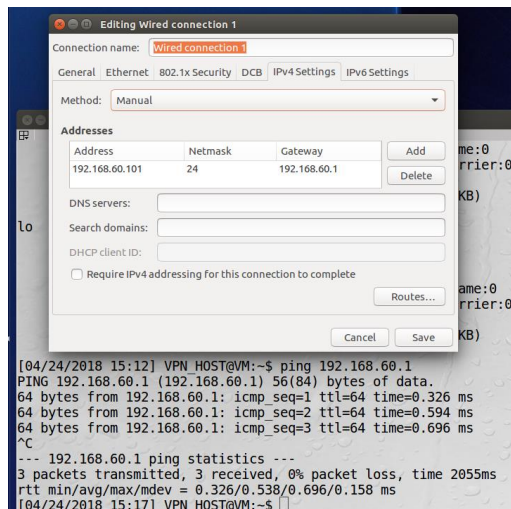 Editing Wired connection 1
Connection name: Wired connection 1
General Ethernet 802.1x Security DCB IPv4 Settings IPv6 Settings
Method: Manual
Addresses
Address Netmask Gateway
192.168.60.101 24 192.168.60.1
Add
Delete
DNS servers:
Search domains:
DHCP client ID:
Require IPv4 addressing for this connection to complete
Routes...
Cancel Save
me:0
rrier:0
KB)
lo
ame:0
rrier:0
KB)
[04/24/2018 15:12] VPN_HOST@VM:~$ ping 192.168.60.1
PING 192.168.60.1 (192.168.60.1) 56(84) bytes of data.
64 bytes from 192.168.60.1: icmp_seq=1 ttl=64 time=0.326 ms
64 bytes from 192.168.60.1: icmp_seq=2 ttl=64 time=0.594 ms
64 bytes from 192.168.60.1: icmp_seq=3 ttl=64 time=0.696 ms
^C
--- 192.168.60.1 ping statistics ---
3 packets transmitted, 3 received, 0% packet loss, time 2055ms
rtt min/avg/max/mdev = 0.326/0.538/0.696/0.158 ms
[04/24/2018 15:17] VPN_HOST@VM:~$